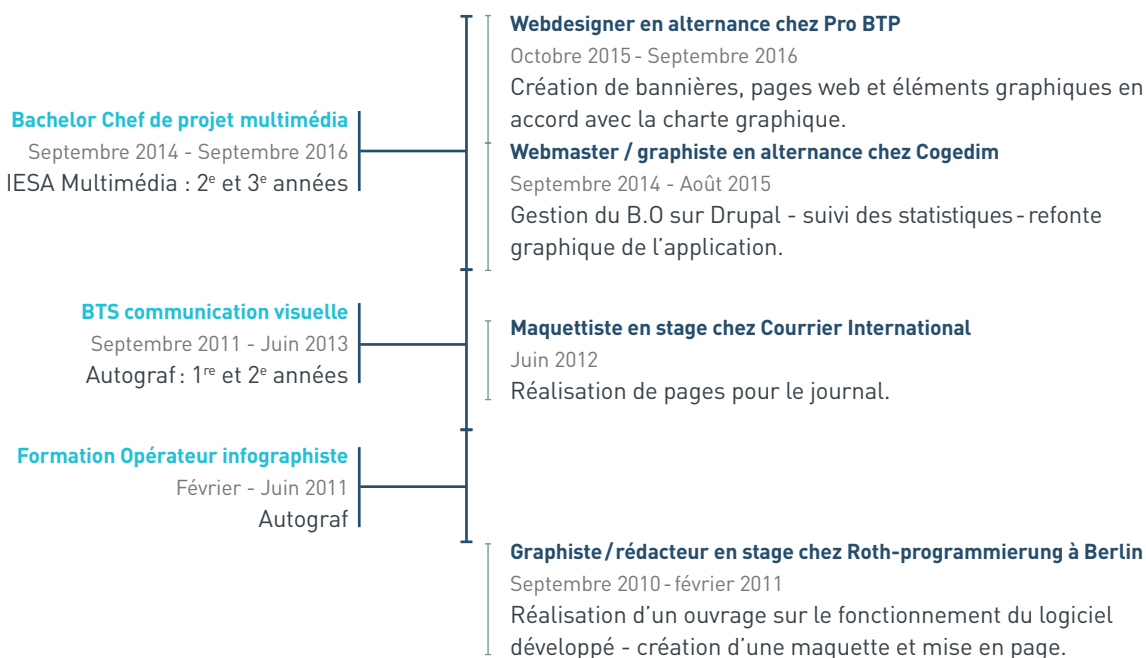 Bachelor Chef de projet multimédia
Septembre 2014 - Septembre 2016
IESA Multimédia : 2e et 3e années
BTS communication visuelle
Septembre 2011 - Juin 2013
Autograf : 1re et 2e années
Formation Opérateur infographiste
Février - Juin 2011
Autograf
Webdesigner en alternance chez Pro BTP
Octobre 2015 - Septembre 2016
Création de bannières, pages web et éléments graphiques en
accord avec la charte graphique.
Webmaster / graphiste en alternance chez Cogedim
Septembre 2014 - Août 2015
Gestion du B.O sur Drupal - suivi des statistiques - refonte
graphique de l’application.
Maquettiste en stage chez Courrier International
Juin 2012
Réalisation de pages pour le journal.
Graphiste / rédacteur en stage chez Roth-programmierung à Berlin
Septembre 2010 - février 2011
Réalisation d’un ouvrage sur le fonctionnement du logiciel
développé - création d’une maquette et mise en page.